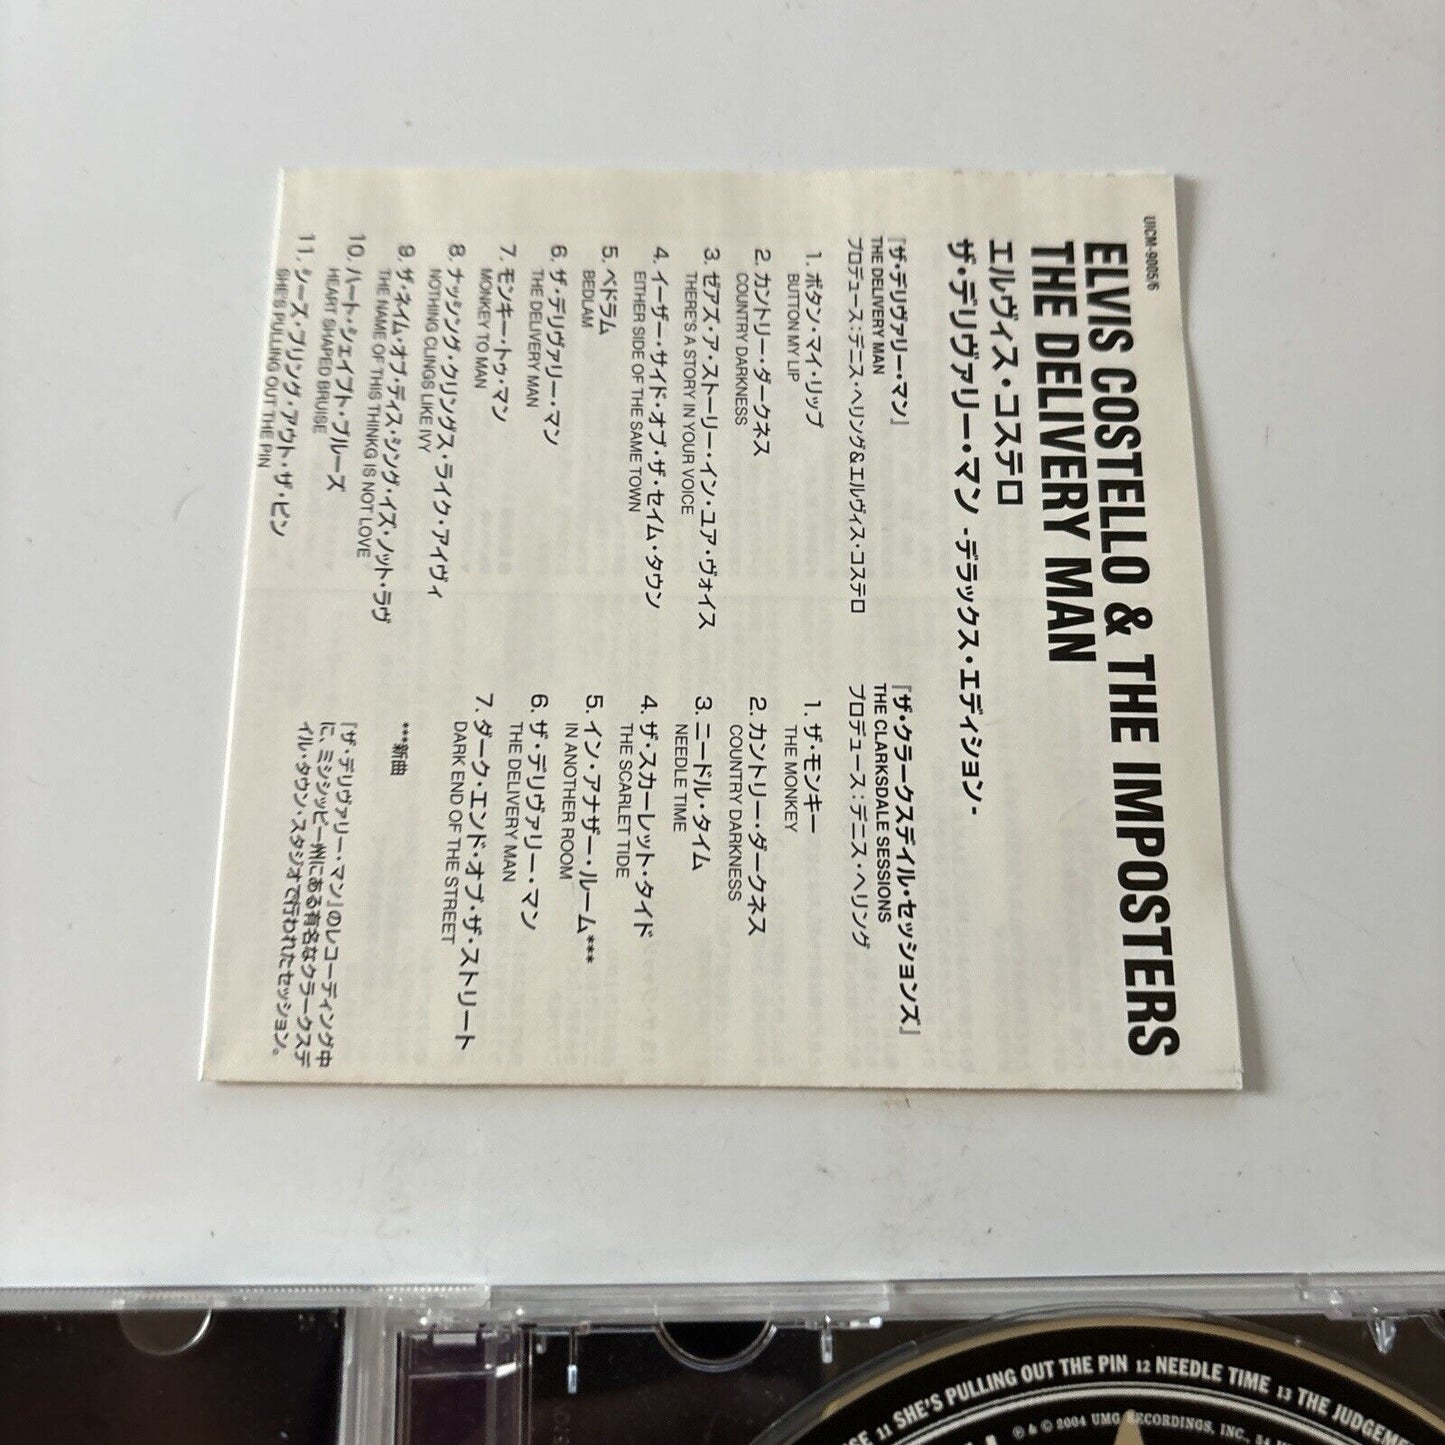 UICM-9005/6
ELVIS COSTELLO & THE IMPOSTERS
THE DELIVERY MAN
エルヴィス・コステロ
ザ・デリヴァリー・マン -デラックス・エディション-
『ザ・デリヴァリー・マン』
THE DELIVERY MAN
プロデュース:デニス・ヘリング&エルヴィス・コステロ
1. ボタン・マイ・リップ
BUTTON MY LIP
2. カントリー・ダークネス
COUNTRY DARKNESS
3. ゼアズ・ア・ストーリー・イン・ユア・ヴォイス
THERE'S A STORY IN YOUR VOICE
4. イーザー・サイド・オブ・ザ・セイム・タウン
EITHER SIDE OF THE SAME TOWN
5. ベドラム
BEDLAM
6. ザ・デリヴァリー・マン
THE DELIVERY MAN
7. モンキー・トゥ・マン
MONKEY TO MAN
8. ナッシング・クリングス・ライク・アイヴィ
NOTHING CLINGS LIKE IVY
9. ザ・ネイム・オブ・ディス・シング・イズ・ノット・ラヴ
THE NAME OF THIS THINKG IS NOT LOVE
10. ハート・シェイプト・ブルーズ
HEART SHAPED BRUISE
11. シーズ・プリング・アウト・ザ・ピン
SHE'S PULLING OUT THE PIN
『ザ・クラークスデイル・セッションズ』
THE CLARKSDALE SESSIONS
プロデュース:デニス・ヘリング
1. ザ・モンキー
THE MONKEY
2. カントリー・ダークネス
COUNTRY DARKNESS
3. ニードル・タイム
NEEDLE TIME
4. ザ・スカーレット・タイド
THE SCARLET TIDE
5. イン・アナザー・ルーム***
IN ANOTHER ROOM
6. ザ・デリヴァリー・マン
THE DELIVERY MAN
7. ダーク・エンド・オブ・ザ・ストリート
DARK END OF THE STREET
***新曲
『ザ・デリヴァリー・マン』のレコーディング中
に、ミシシッピー州にある有名なクラークスデ
イル・タウン・スタジオで行われたセッション。
11 SHE'S PULLING OUT THE PIN 12 NEEDLE TIME 13 THE JUDGEME
℗ & © 2004 UMG RECORDINGS, INC.,